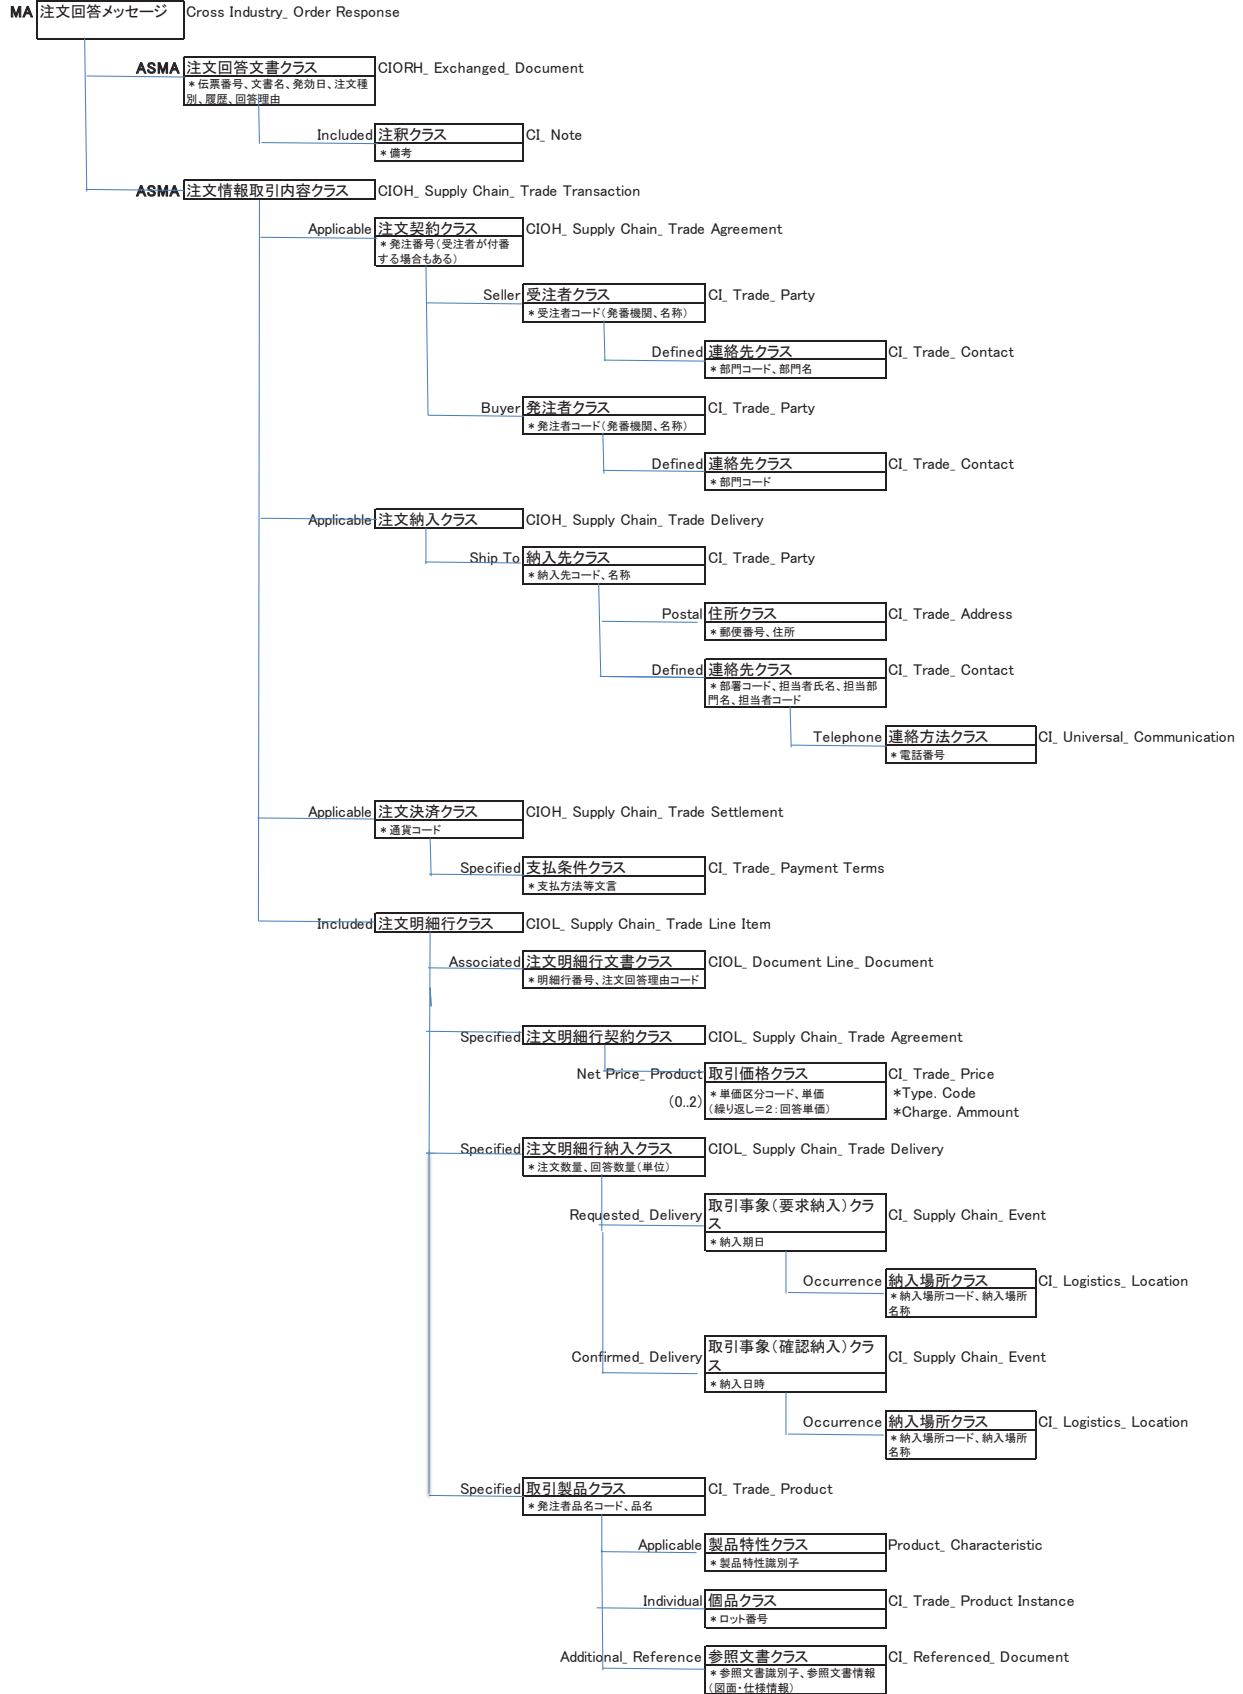 MA 注文回答メッセージ Cross Industry_ Order Response
ASMA 注文回答文書クラス CIORH_ Exchanged_ Document
*伝票番号、文書名、発効日、注文種
別、履歴、回答理由
Included 注釈クラス CI_ Note
*備考
ASMA 注文情報取引内容クラス CIOH_ Supply Chain_ Trade Transaction
Applicable 注文契約クラス CIOH_ Supply Chain_ Trade Agreement
*発注番号（受注者が付番
する場合もある）
Seller 受注者クラス CI_ Trade_ Party
*受注者コード（発番機関、名称）
Defined 連絡先クラス CI_ Trade_ Contact
*部門コード、部門名
Buyer 発注者クラス CI_ Trade_ Party
*発注者コード（発番機関、名称）
Defined 連絡先クラス CI_ Trade_ Contact
*部門コード
Applicable 注文納入クラス CIOH_ Supply Chain_ Trade Delivery
Ship To 納入先クラス CI_ Trade_ Party
*納入先コード、名称
Postal 住所クラス CI_ Trade_ Address
*郵便番号、住所
Defined 連絡先クラス CI_ Trade_ Contact
*部署コード、担当者氏名、担当部
門名、担当者コード
Telephone 連絡方法クラス CI_ Universal_ Communication
*電話番号
Applicable 注文決済クラス CIOH_ Supply Chain_ Trade Settlement
*通貨コード
Specified 支払条件クラス CI_ Trade_ Payment Terms
*支払方法等文言
Included 注文明細行クラス CIOL_ Supply Chain_ Trade Line Item
Associated 注文明細行文書クラス CIOL_ Document Line_ Document
*明細行番号、注文回答理由コード
Specified 注文明細行契約クラス CIOL_ Supply Chain_ Trade Agreement
Net Price_ Product 取引価格クラス CI_ Trade_ Price
*単価区分コード、単価 *Type. Code
(0..2) （繰り返し＝2：回答単価） *Charge. Ammount
Specified 注文明細行納入クラス CIOL_ Supply Chain_ Trade Delivery
*注文数量、回答数量（単位）
Requested_ Delivery 取引事象（要求納入）クラ CI_ Supply Chain_ Event
ス
*納入期日
Occurrence 納入場所クラス CI_ Logistics_ Location
*納入場所コード、納入場所
名称
Confirmed_ Delivery 取引事象（確認納入）クラ CI_ Supply Chain_ Event
ス
*納入日時
Occurrence 納入場所クラス CI_ Logistics_ Location
*納入場所コード、納入場所
名称
Specified 取引製品クラス CI_ Trade_ Product
*発注者品名コード、品名
Applicable 製品特性クラス Product_ Characteristic
*製品特性識別子
Individual 個品クラス CI_ Trade_ Product Instance
*ロット番号
Additional_ Reference 参照文書クラス CI_ Referenced_ Document
*参照文書識別子、参照文書情報
（図面・仕様情報）